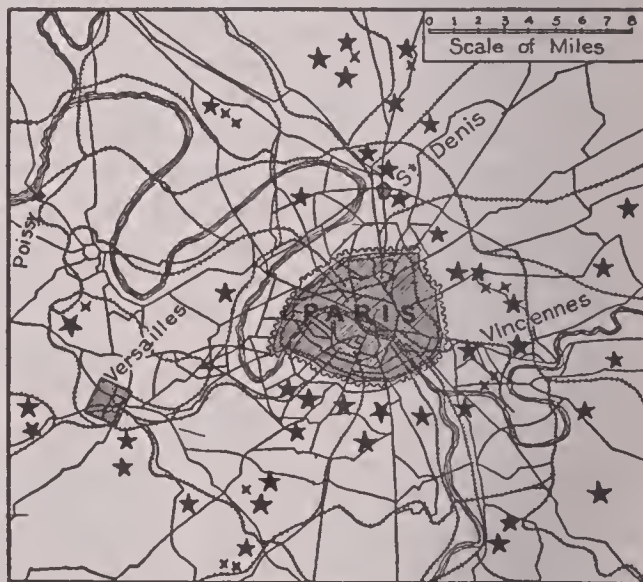 0 1 2 3 4 5 6 7 8
Scale of Miles
St Denis
Poissy
PARIS
Vincennes
Versailles